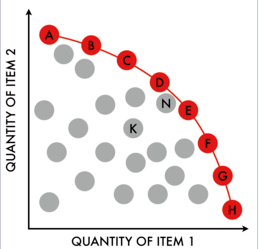 A
B
C
D
N
E
K
F
G
H
QUANTITY OF ITEM 2
QUANTITY OF ITEM 1